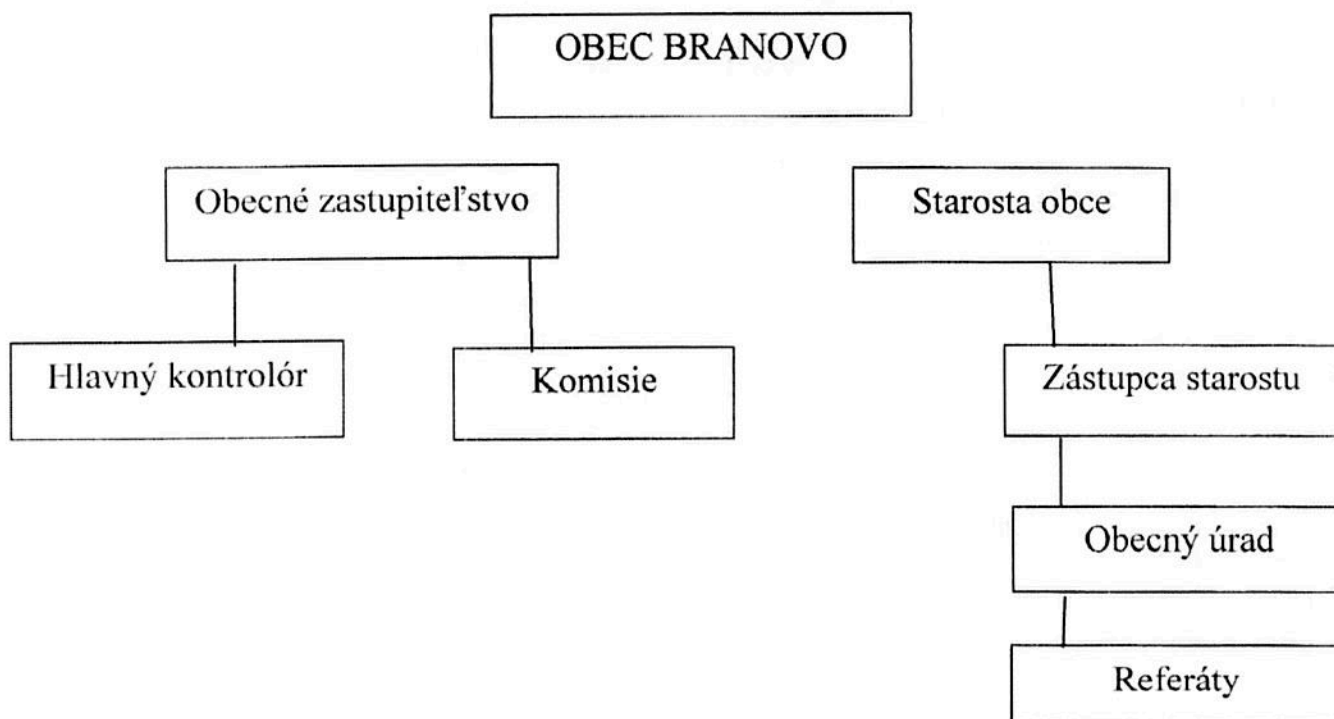 OBEC BRANOVO
Obecné zastupiteľstvo
Starosta obce
Hlavný kontrolór
Komisie
Zástupca starostu
Obecný úrad
Referáty